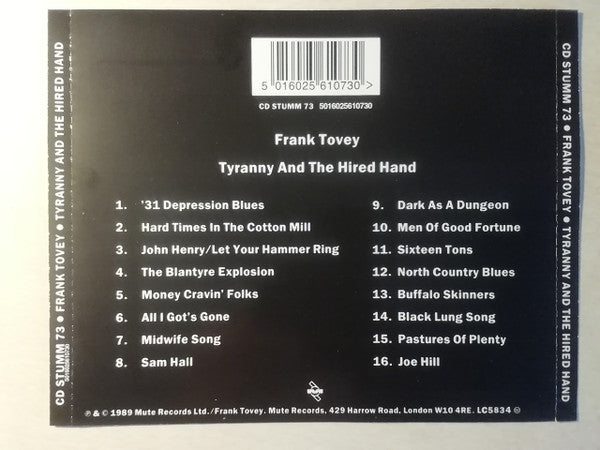 5 016025 610730 >
CD STUMM 73 5016025610730
Frank Tovey
Tyranny And The Hired Hand
1. '31 Depression Blues
2. Hard Times In The Cotton Mill
3. John Henry/Let Your Hammer Ring
4. The Blantyre Explosion
5. Money Cravin' Folks
6. All I Got's Gone
7. Midwife Song
8. Sam Hall
9. Dark As A Dungeon
10. Men Of Good Fortune
11. Sixteen Tons
12. North Country Blues
13. Buffalo Skinners
14. Black Lung Song
15. Pastures Of Plenty
16. Joe Hill
℗ & © 1989 Mute Records Ltd./Frank Tovey. Mute Records, 429 Harrow Road, London W10 4RE. LC5834
CD STUMM 73 ● FRANK TOVEY ● TYRANNY AND THE HIRED HAND
5016025610730
CD STUMM 73 ● FRANK TOVEY ● TYRANNY AND THE HIRED HAND